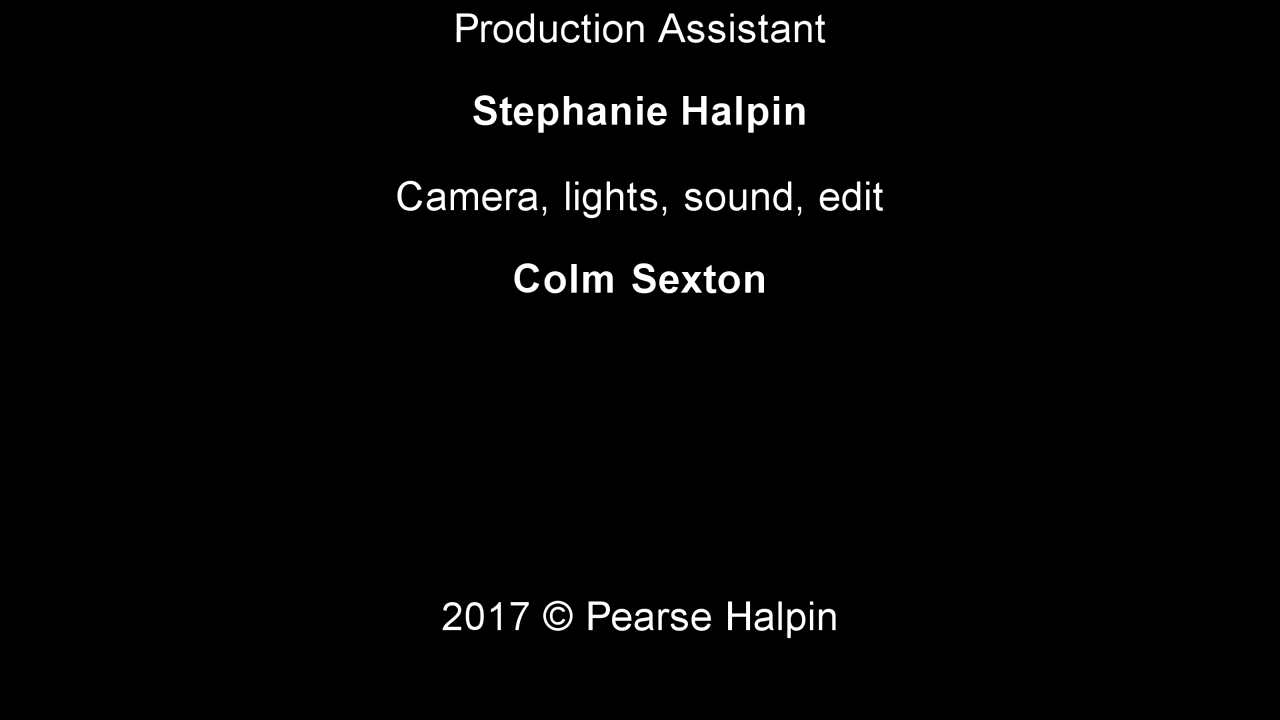 Production Assistant
Stephanie Halpin
Camera, lights, sound, edit
Colm Sexton
2017 © Pearse Halpin